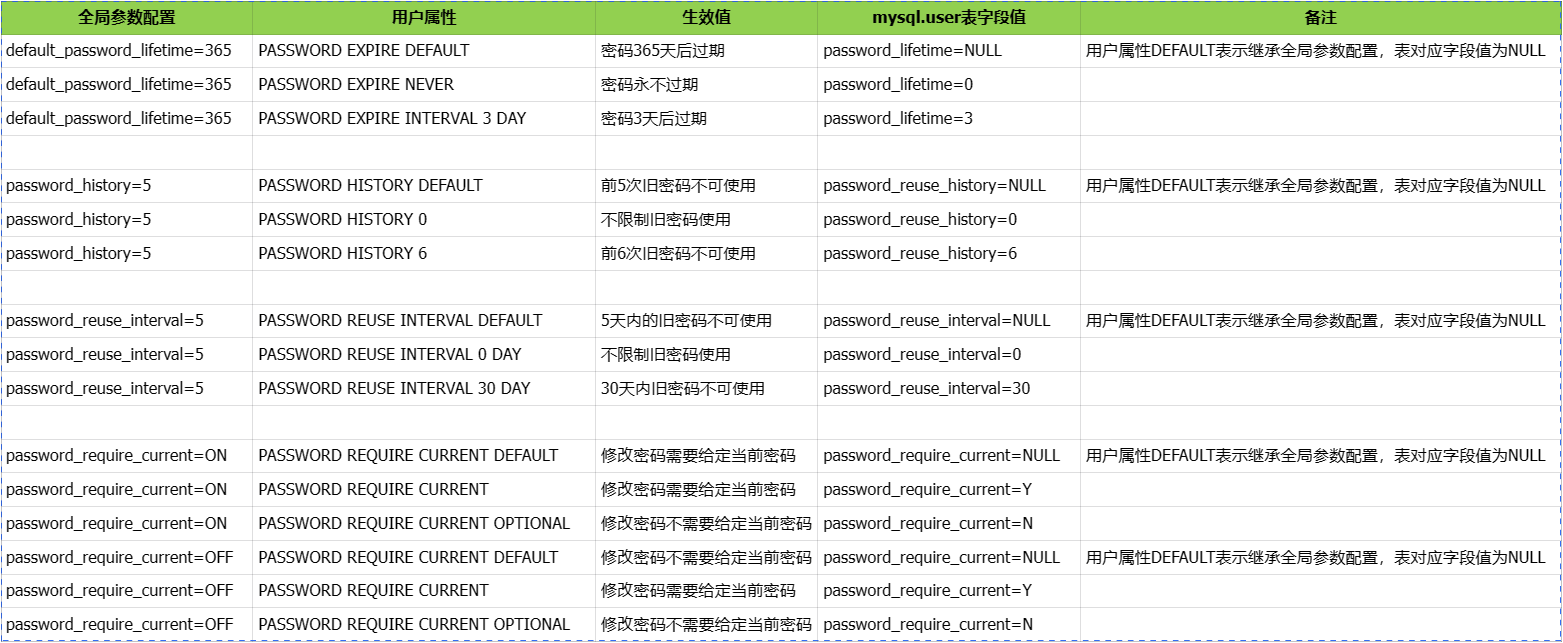 全局参数配置 用户属性 生效值 mysql.user表字段值 备注
default_password_lifetime=365 PASSWORD EXPIRE DEFAULT 密码365天后过期 password_lifetime=NULL 用户属性DEFAULT表示继承全局参数配置，表对应字段值为NULL
default_password_lifetime=365 PASSWORD EXPIRE NEVER 密码永不过期 password_lifetime=0
default_password_lifetime=365 PASSWORD EXPIRE INTERVAL 3 DAY 密码3天后过期 password_lifetime=3
password_history=5 PASSWORD HISTORY DEFAULT 前5次旧密码不可使用 password_reuse_history=NULL 用户属性DEFAULT表示继承全局参数配置，表对应字段值为NULL
password_history=5 PASSWORD HISTORY 0 不限制旧密码使用 password_reuse_history=0
password_history=5 PASSWORD HISTORY 6 前6次旧密码不可使用 password_reuse_history=6
password_reuse_interval=5 PASSWORD REUSE INTERVAL DEFAULT 5天内的旧密码不可使用 password_reuse_interval=NULL 用户属性DEFAULT表示继承全局参数配置，表对应字段值为NULL
password_reuse_interval=5 PASSWORD REUSE INTERVAL 0 DAY 不限制旧密码使用 password_reuse_interval=0
password_reuse_interval=5 PASSWORD REUSE INTERVAL 30 DAY 30天内旧密码不可使用 password_reuse_interval=30
password_require_current=ON PASSWORD REQUIRE CURRENT DEFAULT 修改密码需要给定当前密码 password_require_current=NULL 用户属性DEFAULT表示继承全局参数配置，表对应字段值为NULL
password_require_current=ON PASSWORD REQUIRE CURRENT 修改密码需要给定当前密码 password_require_current=Y
password_require_current=ON PASSWORD REQUIRE CURRENT OPTIONAL 修改密码不需要给定当前密码 password_require_current=N
password_require_current=OFF PASSWORD REQUIRE CURRENT DEFAULT 修改密码不需要给定当前密码 password_require_current=NULL 用户属性DEFAULT表示继承全局参数配置，表对应字段值为NULL
password_require_current=OFF PASSWORD REQUIRE CURRENT 修改密码需要给定当前密码 password_require_current=Y
password_require_current=OFF PASSWORD REQUIRE CURRENT OPTIONAL 修改密码不需要给定当前密码 password_require_current=N